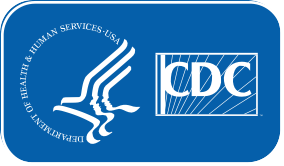 DEPARTMENT OF HEALTH & HUMAN SERVICES·USA
CDC